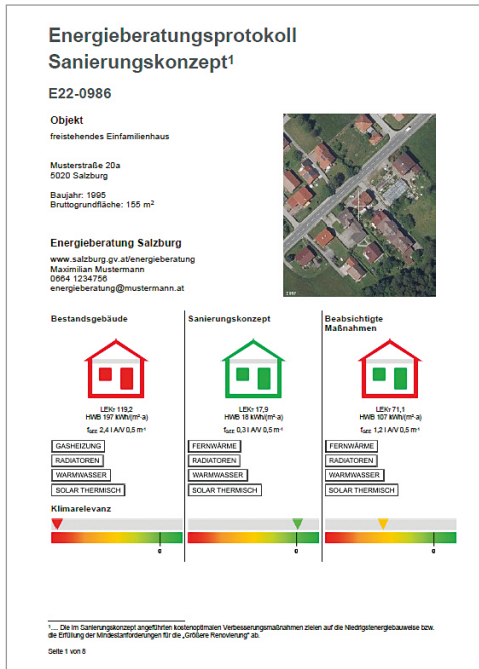 Energieberatungsprotokoll
Sanierungskonzept¹
E22-0986
Objekt
freistehendes Einfamilienhaus
Musterstraße 20a
5020 Salzburg
Baujahr: 1995
Bruttogrundfläche: 155 m²
Energieberatung Salzburg
www.salzburg.gv.at/energieberatung
Maximilian Mustermann
0664 1234756
energieberatung@mustermann.at
Bestandsgebäude
LEKT 119,2
HWB 197 kWh/(m²·a)
fGEE 2,4 I A/V 0,5 m-¹
GASHEIZUNG
RADIATOREN
WARMWASSER
SOLAR THERMISCH
Sanierungskonzept
LEKT 17,9
HWB 18 kWh/(m²·a)
fGEE 0,3 I A/V 0,5 m-¹
FERNWÄRME
RADIATOREN
WARMWASSER
SOLAR THERMISCH
Beabsichtigte
Maßnahmen
LEKT 71,1
HWB 107 kWh/(m²·a)
fGEE 1,2 I A/V 0,5 m-¹
FERNWÄRME
RADIATOREN
WARMWASSER
SOLAR THERMISCH
Klimarelevanz
0
0
0
¹.... Die im Sanierungskonzept angeführten kostenoptimalen Verbesserungsmaßnahmen zielen auf die Niedrigstenergiebauweise bzw.
die Erfüllung der Mindestanforderungen für die „Größere Renovierung“ ab.
Seite 1 von 8